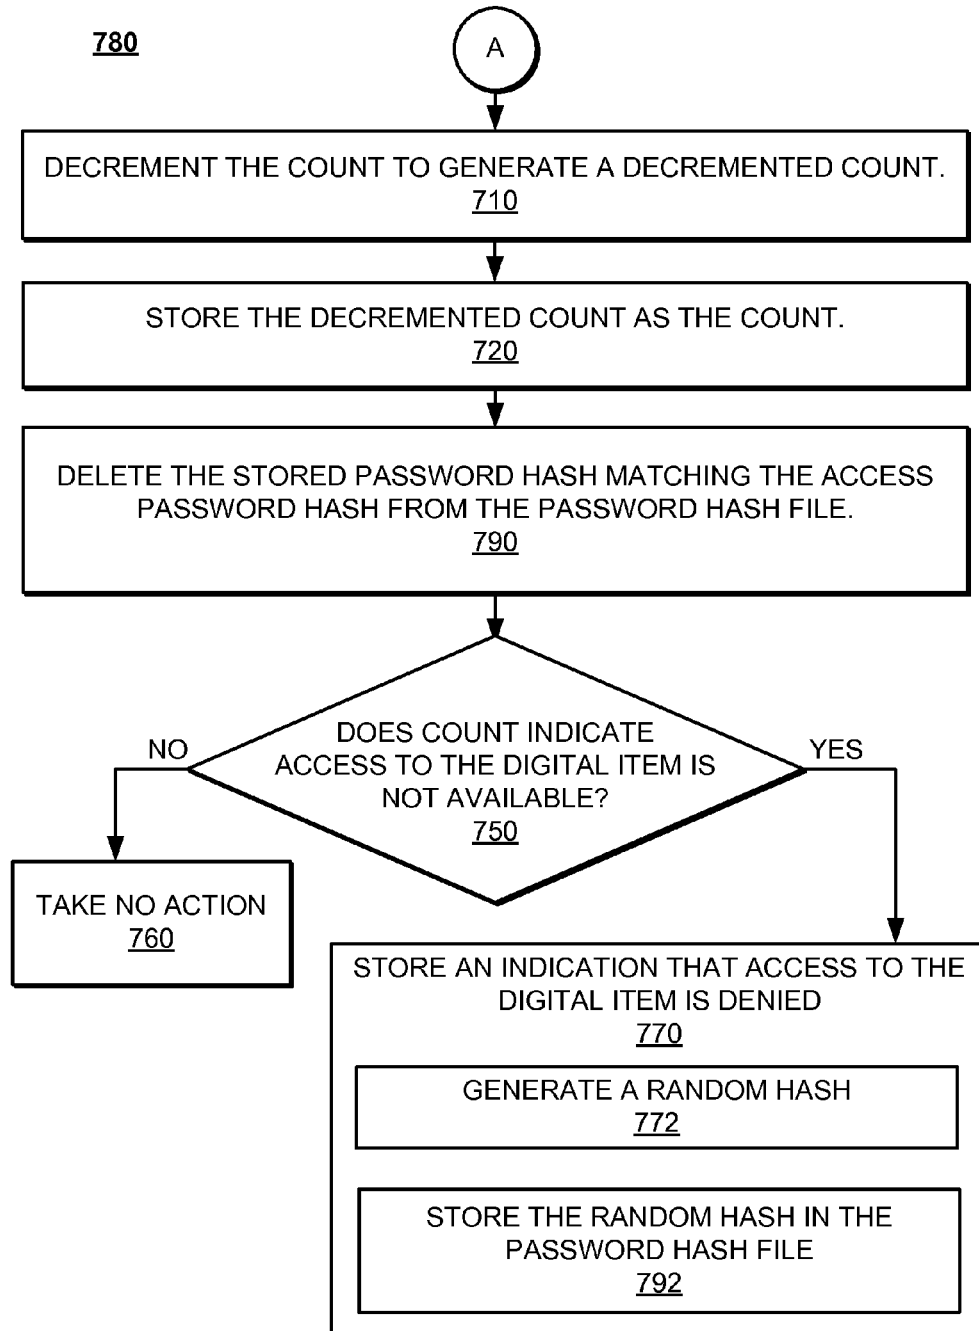 780
A
DECREMENT THE COUNT TO GENERATE A DECREMENTED COUNT.
710
STORE THE DECREMENTED COUNT AS THE COUNT.
720
DELETE THE STORED PASSWORD HASH MATCHING THE ACCESS
PASSWORD HASH FROM THE PASSWORD HASH FILE.
790
DOES COUNT INDICATE
ACCESS TO THE DIGITAL ITEM IS
NOT AVAILABLE?
750
NO
YES
TAKE NO ACTION
760
STORE AN INDICATION THAT ACCESS TO THE
DIGITAL ITEM IS DENIED
770
GENERATE A RANDOM HASH
772
STORE THE RANDOM HASH IN THE
PASSWORD HASH FILE
792